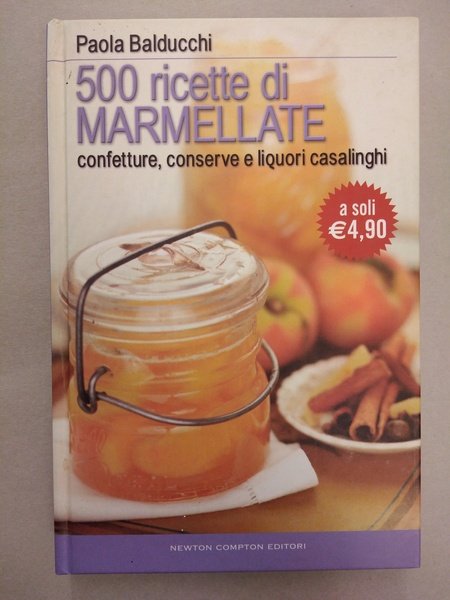 Paola Balducchi
500 ricette di
MARMELLATE
confetture, conserve e liquori casalinghi
a soli
€4,90
NEWTON COMPTON EDITORI